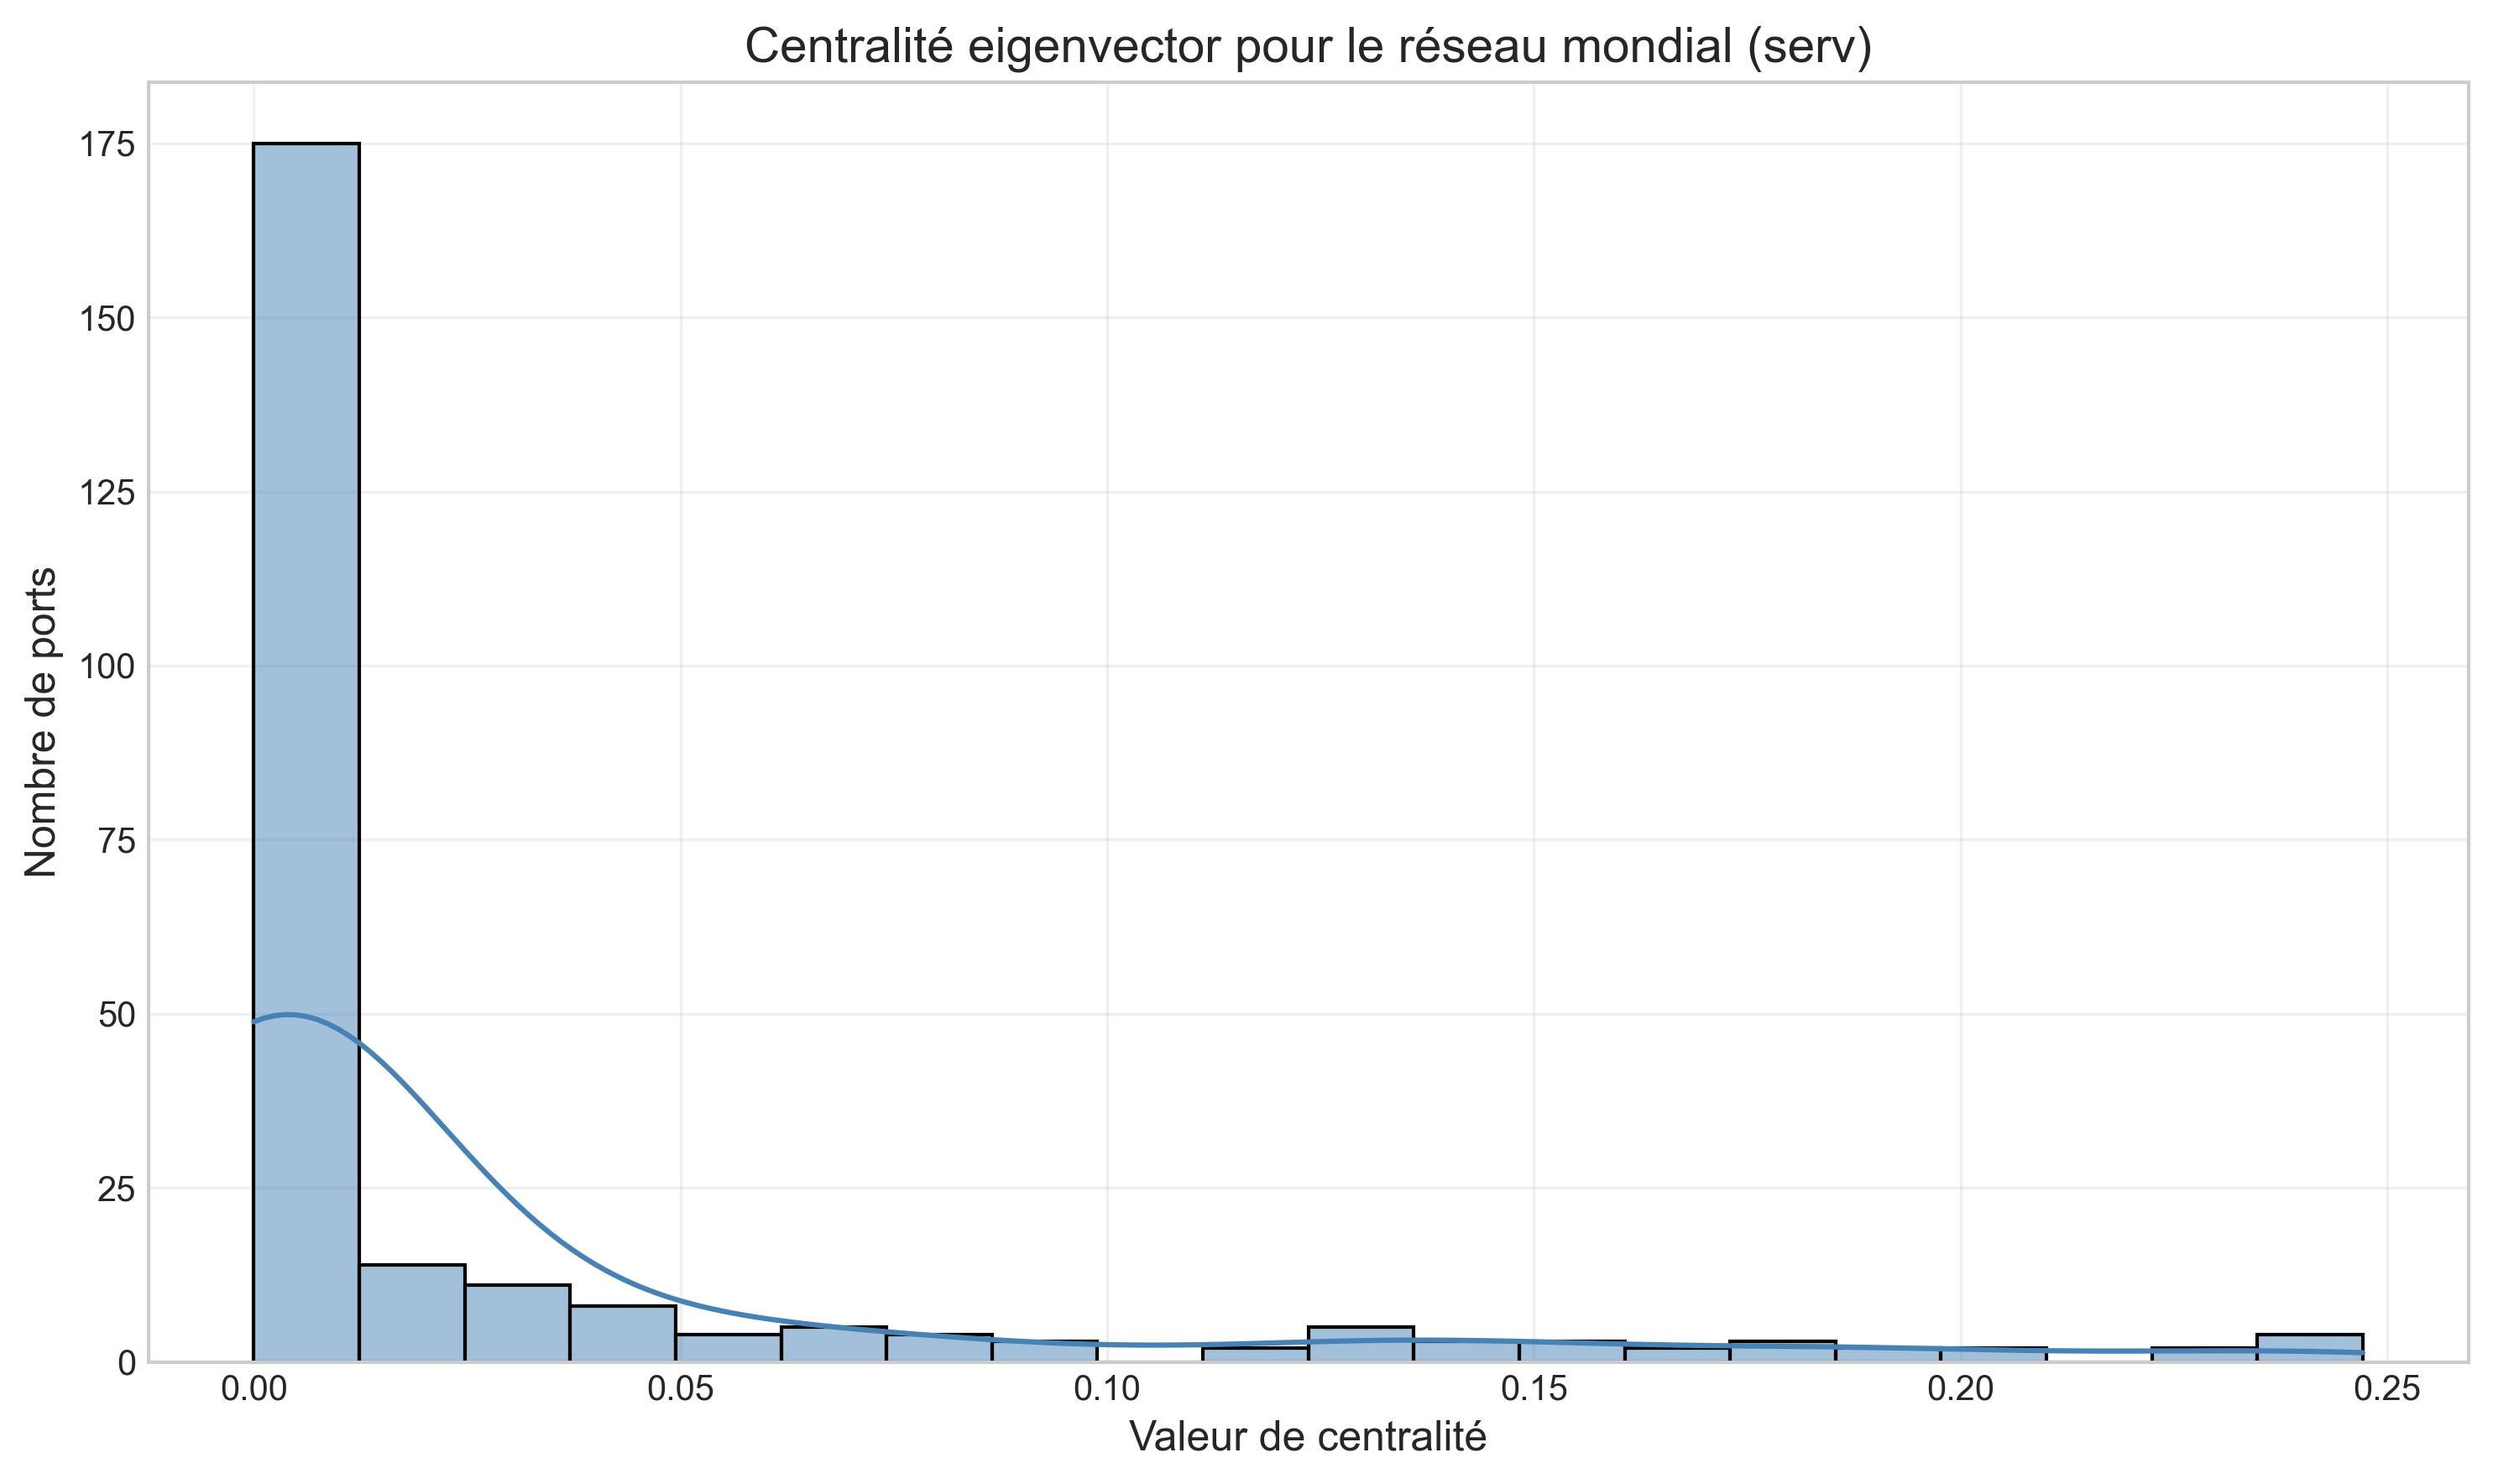 Centralité eigenvector pour le réseau mondial (serv)
Nombre de ports
175
150
125
100
75
50
25
0
0.00 0.05 0.10 0.15 0.20 0.25
Valeur de centralité